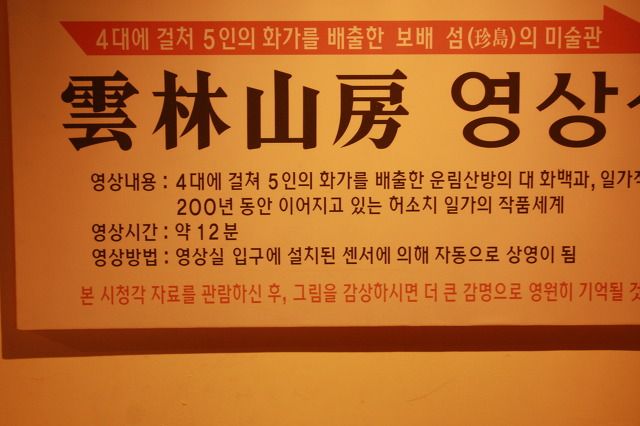 4대에 걸처 5인의 화가를 배출한 보배 섬(珍島)의 미술관
雲林山房 영상
영상내용 : 4대에 걸쳐 5인의 화가를 배출한 운림산방의 대 화백과, 일가
200년 동안 이어지고 있는 허소치 일가의 작품세계
영상시간 : 약 12분
영상방법 : 영상실 입구에 설치된 센서에 의해 자동으로 상영이 됨
본 시청각 자료를 관람하신 후, 그림을 감상하시면 더 큰 감명으로 영원히 기억될